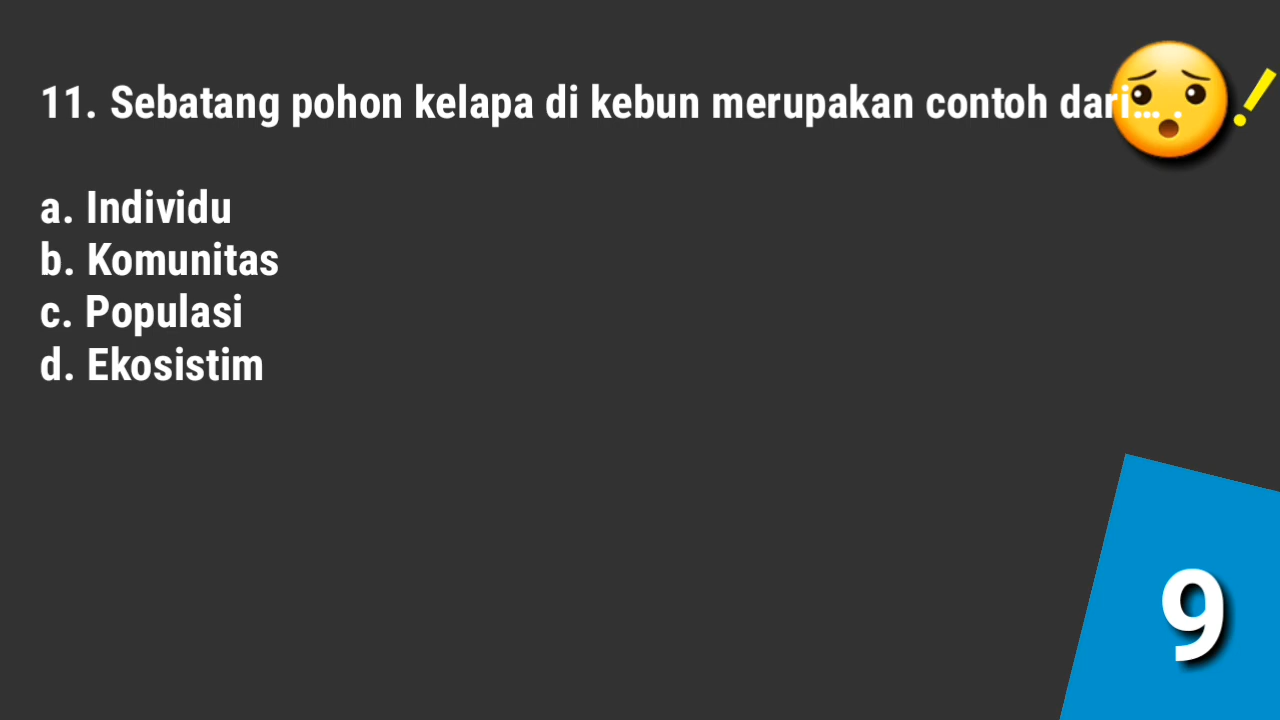 11. Sebatang pohon kelapa di kebun merupakan contoh dari... .
a. Individu
b. Komunitas
c. Populasi
d. Ekosistim
9